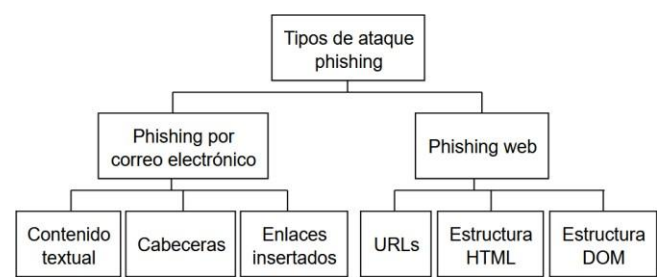 Tipos de ataque
phishing
Phishing por
correo electrónico
Phishing web
Contenido
textual
Cabeceras
Enlaces
insertados
URLs
Estructura
HTML
Estructura
DOM